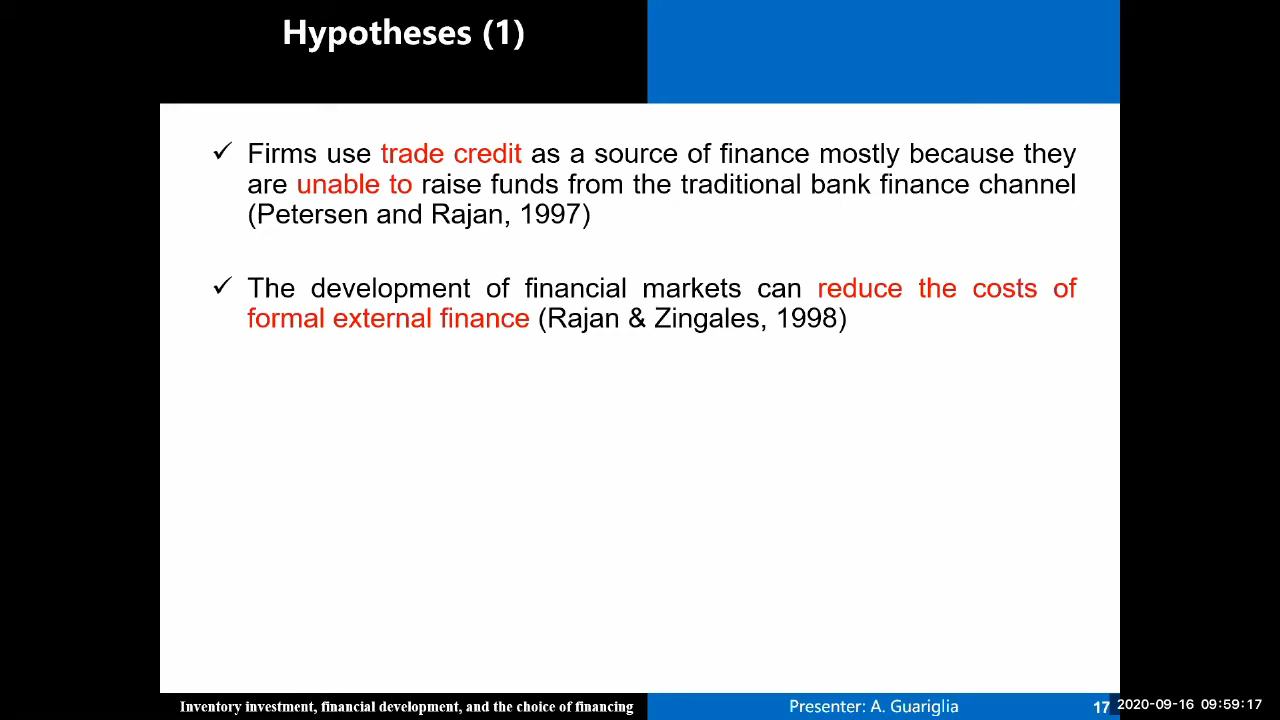 Hypotheses (1)
✓ Firms use trade credit as a source of finance mostly because they
are unable to raise funds from the traditional bank finance channel
(Petersen and Rajan, 1997)
✓ The development of financial markets can reduce the costs of
formal external finance (Rajan & Zingales, 1998)
Inventory investment, financial development, and the choice of financing
Presenter: A. Guariglia
17
2020-09-16 09:59:17